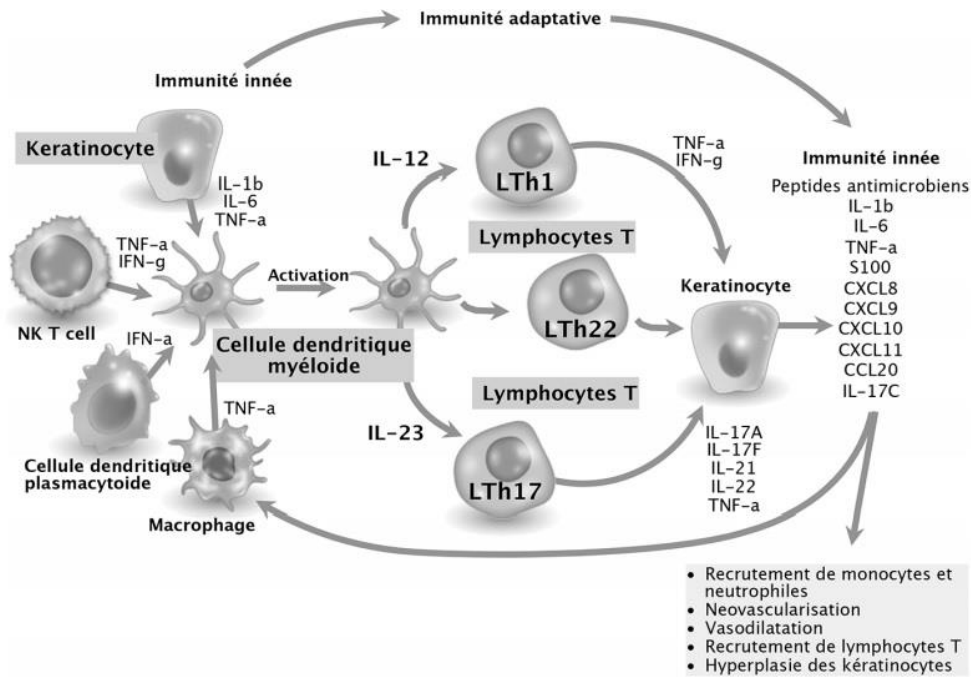 Immunité adaptative
Immunité innée
Keratinocyte
IL-1b
IL-6
TNF-a
TNF-a
IFN-g
NK T cell
IFN-a
Cellule dendritique
plasmacytoide
TNF-a
Macrophage
Activation
Cellule dendritique
myéloide
IL-12
IL-23
LTh1
Lymphocytes T
LTh22
Lymphocytes T
LTh17
TNF-a
IFN-g
Keratinocyte
IL-17A
IL-17F
IL-21
IL-22
TNF-a
Immunité innée
Peptides antimicrobiens
IL-1b
IL-6
TNF-a
S100
CXCL8
CXCL9
CXCL10
CXCL11
CCL20
IL-17C
• Recrutement de monocytes et
neutrophiles
• Neovascularisation
• Vasodilatation
• Recrutement de lymphocytes T
• Hyperplasie des kératinocytes